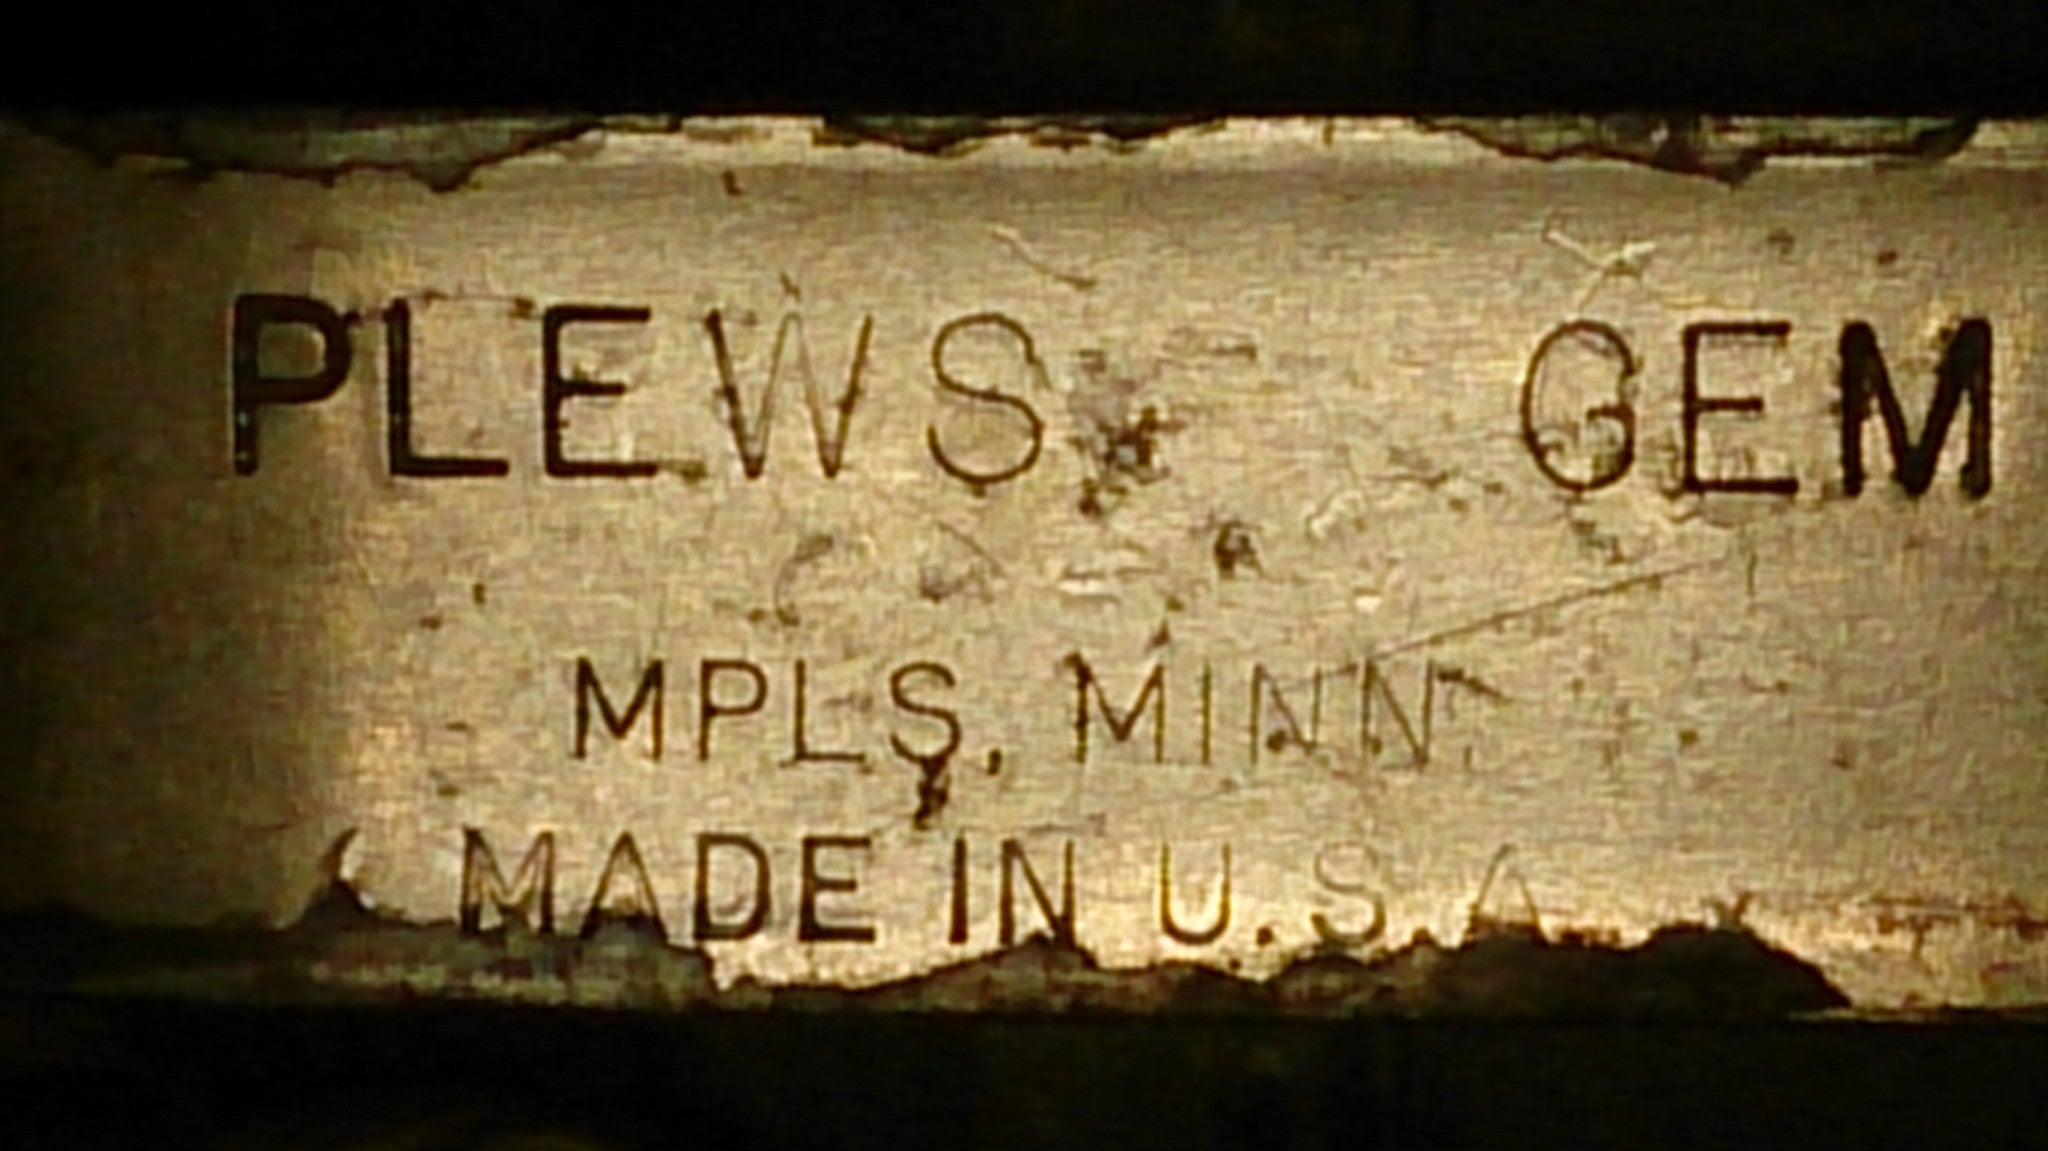 PLEWS GEM
MPLS, MINN.
MADE IN U.S.A